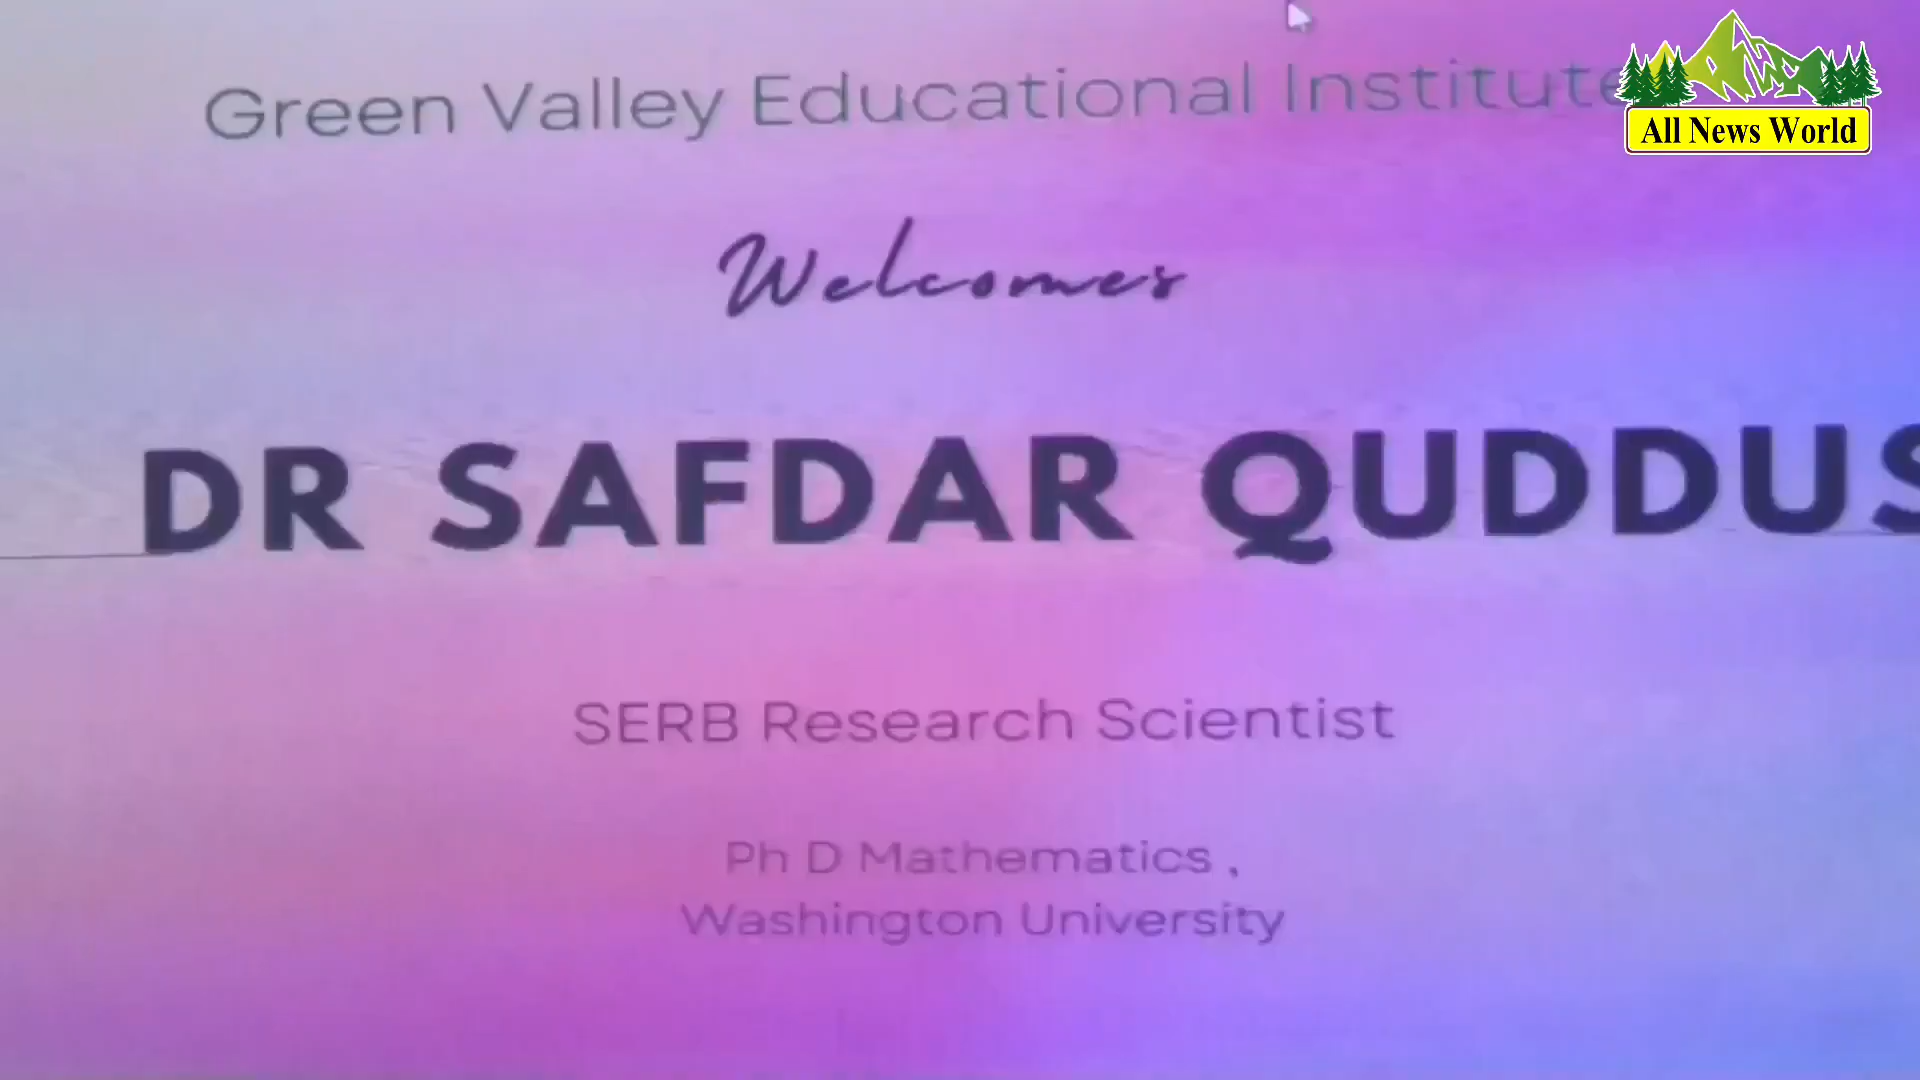 Green Valley Educational Institute
All News World
Welcomes
DR SAFDAR QUDDUS
SERB Research Scientist
Ph D Mathematics ,
Washington University